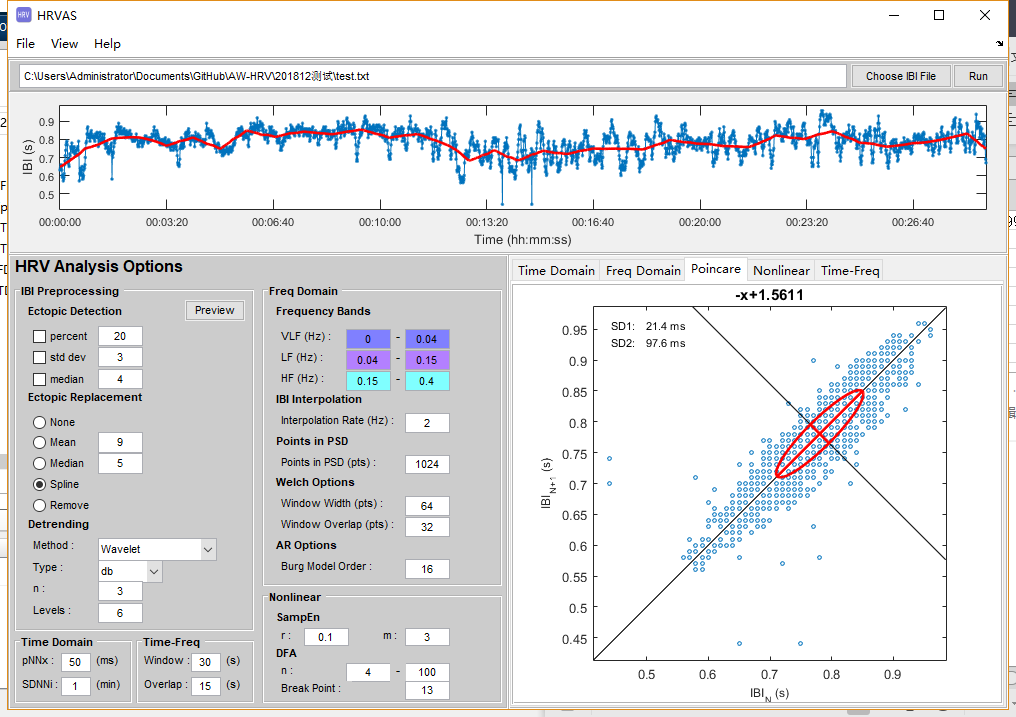 HRV HRVAS
File View Help
C:\Users\Administrator\Documents\GitHub\AW-HRV\201812测试\test.txt Choose IBI File Run
IBI (s)
0.9
0.8
0.7
0.6
0.5
00:00:00 00:03:20 00:06:40 00:10:00 00:13:20 00:16:40 00:20:00 00:23:20 00:26:40
Time (hh:mm:ss)
HRV Analysis Options
IBI Preprocessing
Ectopic Detection Preview
percent 20
std dev 3
median 4
Ectopic Replacement
None
Mean 9
Median 5
Spline
Remove
Detrending
Method : Wavelet
Type : db
n : 3
Levels : 6
Time Domain
pNNx : 50 (ms)
SDNNi : 1 (min)
Time-Freq
Window : 30 (s)
Overlap : 15 (s)
Freq Domain
Frequency Bands
VLF (Hz) : 0 - 0.04
LF (Hz) : 0.04 - 0.15
HF (Hz) : 0.15 - 0.4
IBI Interpolation
Interpolation Rate (Hz) : 2
Points in PSD
Points in PSD (pts) : 1024
Welch Options
Window Width (pts) : 64
Window Overlap (pts) : 32
AR Options
Burg Model Order : 16
Nonlinear
SampEn
r : 0.1 m : 3
DFA
n : 4 - 100
Break Point : 13
Time Domain Freq Domain Poincare Nonlinear Time-Freq
-x+1.5611
SD1: 21.4 ms
SD2: 97.6 ms
IBI N+1 (s)
0.95
0.9
0.85
0.8
0.75
0.7
0.65
0.6
0.55
0.5
0.45
0.5 0.6 0.7 0.8 0.9
IBI N (s)